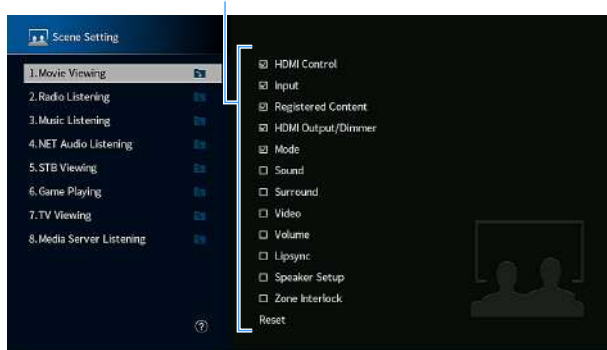 Scene Setting
1.Movie Viewing
2.Radio Listening
3.Music Listening
4.NET Audio Listening
5.STB Viewing
6.Game Playing
7.TV Viewing
8.Media Server Listening
?
HDMI Control
Input
Registered Content
HDMI Output/Dimmer
Mode
Sound
Surround
Video
Volume
Lipsync
Speaker Setup
Zone Interlock
Reset